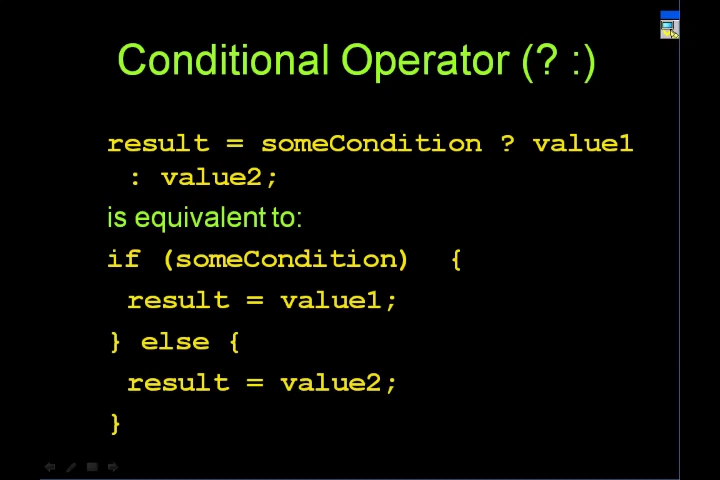 Conditional Operator (? :)
result = someCondition ? value1
: value2;
is equivalent to:
if (someCondition) {
result = value1;
} else {
result = value2;
}